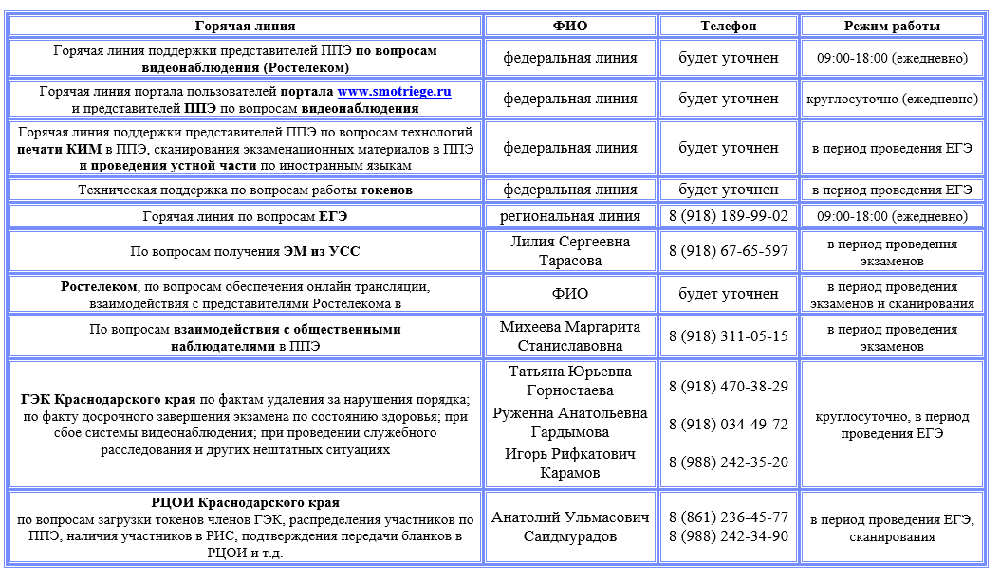 Горячая линия
ФИО
Телефон
Режим работы
Горячая линия поддержки представителей ППЭ по вопросам
видеонаблюдения (Ростелеком)
федеральная линия
будет уточнен
09:00-18:00 (ежедневно)
Горячая линия портала пользователей портала www.smotriege.ru
и представителей ППЭ по вопросам видеонаблюдения
федеральная линия
будет уточнен
круглосуточно (ежедневно)
Горячая линия поддержки представителей ППЭ по вопросам технологий
печати КИМ в ППЭ, сканирования экзаменационных материалов в ППЭ
и проведения устной части по иностранным языкам
федеральная линия
будет уточнен
в период проведения ЕГЭ
Техническая поддержка по вопросам работы токенов
федеральная линия
будет уточнен
в период проведения ЕГЭ
Горячая линия по вопросам ЕГЭ
региональная линия
8 (918) 189-99-02
09:00-18:00 (ежедневно)
По вопросам получения ЭМ из УСС
Лилия Сергеевна
Тарасова
8 (918) 67-65-597
в период проведения
экзаменов
Ростелеком, по вопросам обеспечения онлайн трансляции,
взаимодействия с представителями Ростелекома в
ФИО
будет уточнен
в период проведения
экзаменов и сканирования
По вопросам взаимодействия с общественными
наблюдателями в ППЭ
Михеева Маргарита
Станиславовна
8 (918) 311-05-15
в период проведения
экзаменов
ГЭК Краснодарского края по фактам удаления за нарушения порядка;
по факту досрочного завершения экзамена по состоянию здоровья; при
сбое системы видеонаблюдения; при проведении служебного
расследования и других нештатных ситуациях
Татьяна Юрьевна
Горностаева
Руженна Анатольевна
Гардымова
Игорь Рифкатович
Карамов
8 (918) 470-38-29
8 (918) 034-49-72
8 (988) 242-35-20
круглосуточно, в период
проведения ЕГЭ
РЦОИ Краснодарского края
по вопросам загрузки токенов членов ГЭК, распределения участников по
ППЭ, наличия участников в РИС, подтверждения передачи бланков в
РЦОИ и т.д.
Анатолий Ульмасович
Саидмурадов
8 (861) 236-45-77
8 (988) 242-34-90
в период проведения ЕГЭ,
сканирования